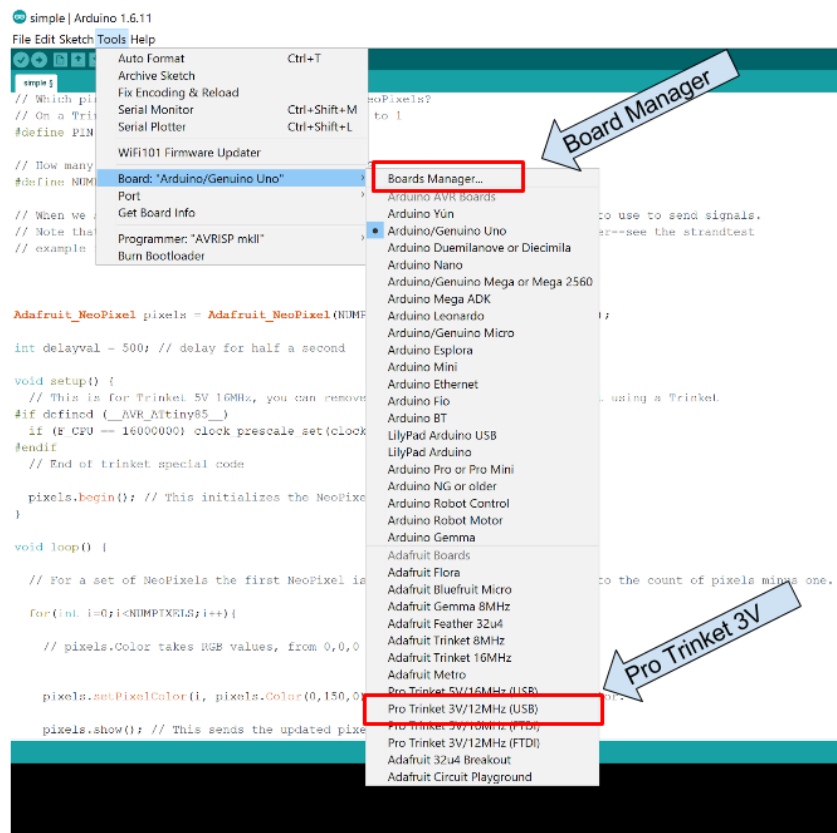 simple | Arduino 1.6.11
File Edit Sketch Tools Help
simple §
Auto Format Ctrl+T
Archive Sketch
Fix Encoding & Reload
Serial Monitor Ctrl+Shift+M
Serial Plotter Ctrl+Shift+L
WiFi101 Firmware Updater
Board: "Arduino/Genuino Uno"
Port
Get Board Info
Programmer: "AVRISP mkII"
Burn Bootloader
Board Manager
Boards Manager...
Arduino AVR Boards
Arduino Yún
Arduino/Genuino Uno
Arduino Duemilanove or Diecimila
Arduino Nano
Arduino/Genuino Mega or Mega 2560
Arduino Mega ADK
Arduino Leonardo
Arduino/Genuino Micro
Arduino Esplora
Arduino Mini
Arduino Ethernet
Arduino Fio
Arduino BT
LilyPad Arduino USB
LilyPad Arduino
Arduino Pro or Pro Mini
Arduino NG or older
Arduino Robot Control
Arduino Robot Motor
Arduino Gemma
Adafruit Boards
Adafruit Flora
Adafruit Bluefruit Micro
Adafruit Gemma 8MHz
Adafruit Feather 32u4
Adafruit Trinket 8MHz
Adafruit Trinket 16MHz
Adafruit Metro
Pro Trinket 5V/16MHz (USB)
Pro Trinket 3V/12MHz (USB)
Pro Trinket 5V/16MHz (FTDI)
Pro Trinket 3V/12MHz (FTDI)
Adafruit 32u4 Breakout
Adafruit Circuit Playground
Pro Trinket 3V
// Which pi eoPixels?
// On a Tri to 1
#define PIN
// How many
#define NUM
// When we to use to send signals.
// Note tha er--see the strandtest
// example
Adafruit_NeoPixel pixels = Adafruit_NeoPixel(NUMP ;
int delayval = 500; // delay for half a second
void setup() {
// This is for Trinket 5V 16MHz, you can remove using a Trinket
#if defined (__AVR_ATtiny85__)
if (F_CPU == 16000000) clock_prescale_set(clock
#endif
// End of trinket special code
pixels.begin(); // This initializes the NeoPixe
}
void loop() {
// For a set of NeoPixels the first NeoPixel is to the count of pixels minus one.
for(int i=0;i<NUMPIXELS;i++){
// pixels.Color takes RGB values, from 0,0,0
pixels.setPixelColor(i, pixels.Color(0,150,0 or.
pixels.show(); // This sends the updated pixe